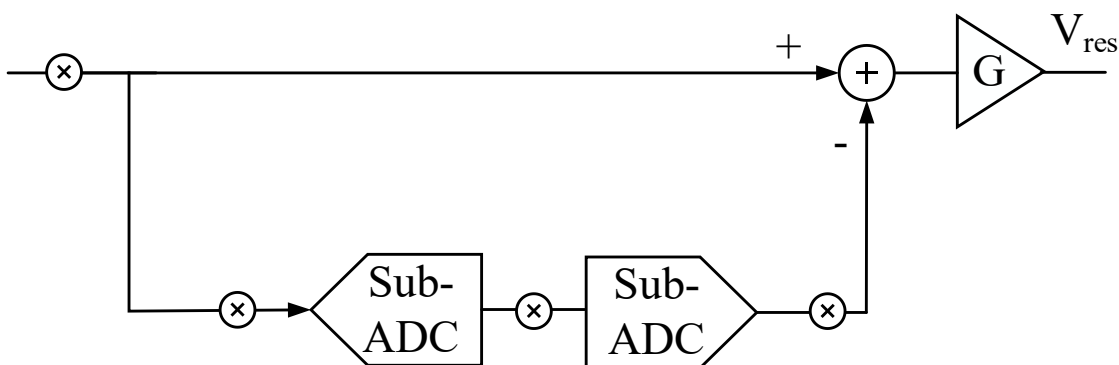 V_res
+
+
G
-
Sub-
ADC
Sub-
ADC